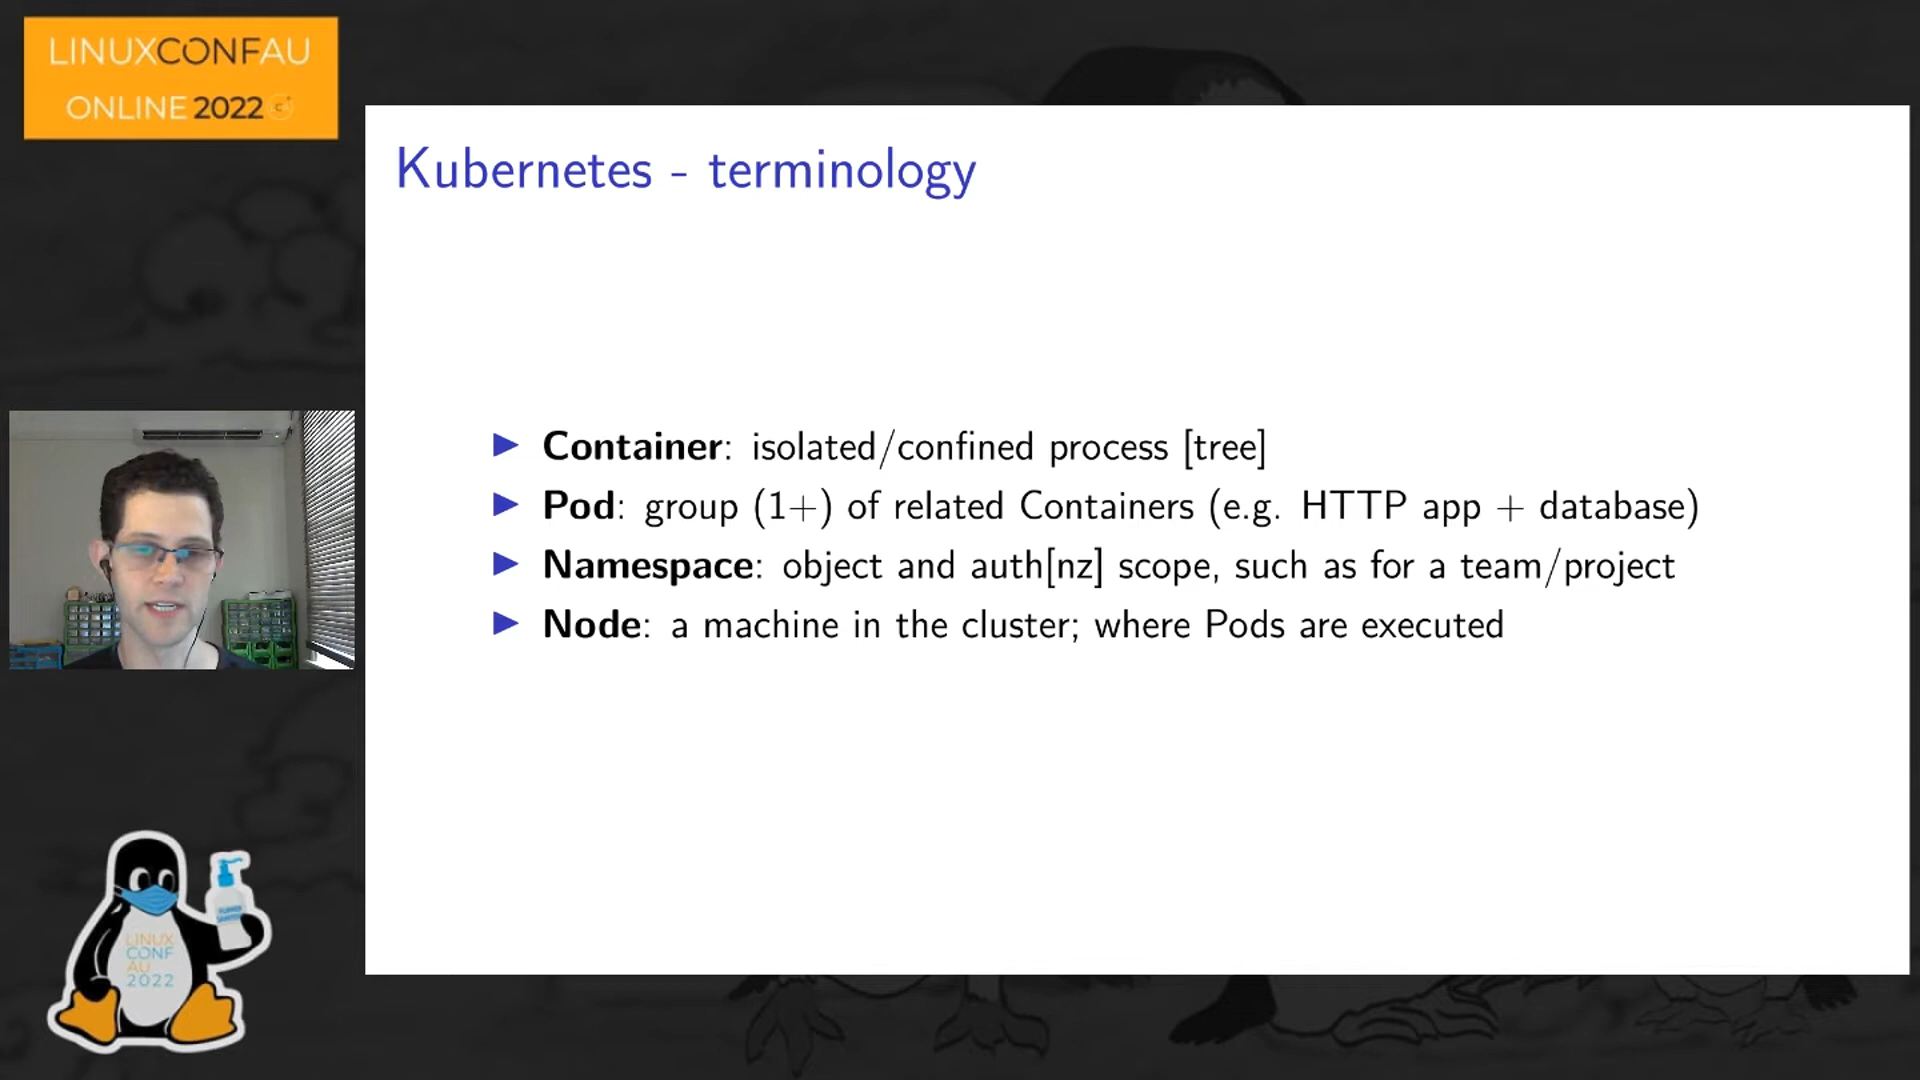 LINUXCONFAU
ONLINE 2022
Kubernetes - terminology
Container: isolated/confined process [tree]
Pod: group (1+) of related Containers (e.g. HTTP app + database)
Namespace: object and auth[nz] scope, such as for a team/project
Node: a machine in the cluster; where Pods are executed
LINUX
CONF
AU
2022